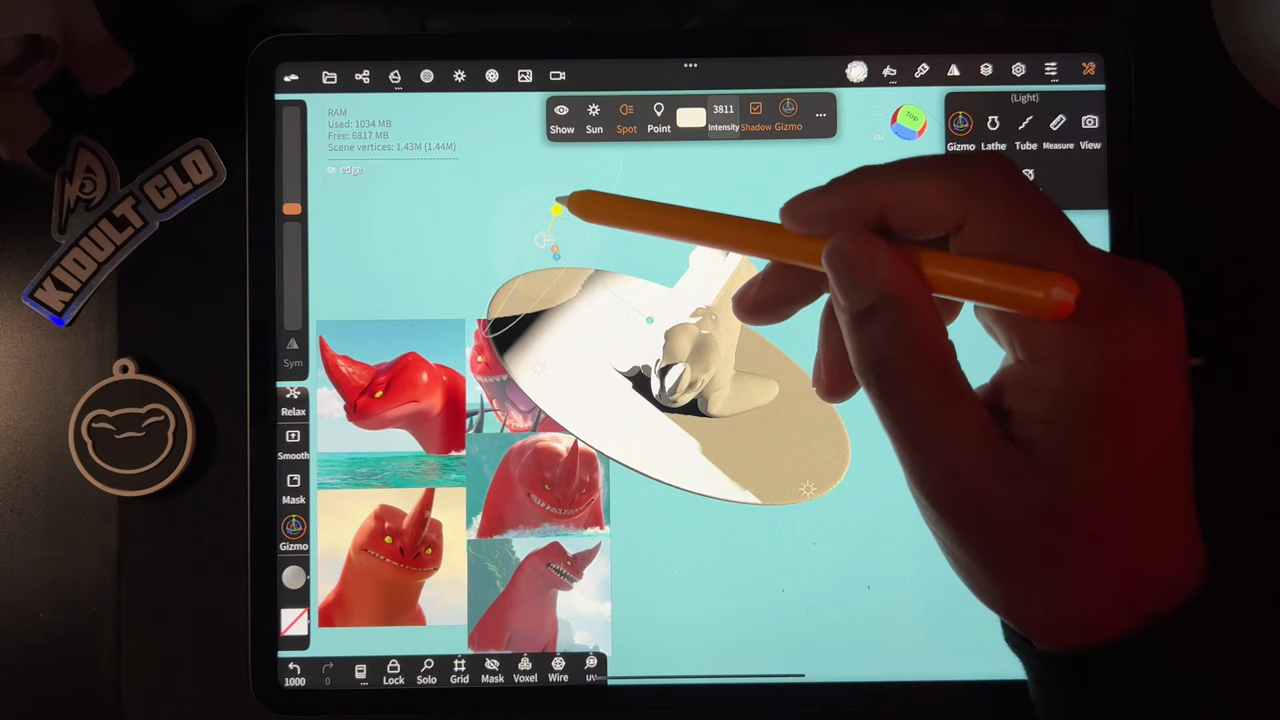 KIDULT CLO
RAM
Used: 1034 MB
Free: 6817 MB
Scene vertices: 1.43M (1.44M)
edge
Show
Sun
Spot
Point
3811
Intensity
Shadow
Gizmo
Top
(Light)
Gizmo
Lathe
Tube
Measure
View
Sym
Relax
Smooth
Mask
Gizmo
1000
0
Lock
Solo
Grid
Mask
Voxel
Wire
uv